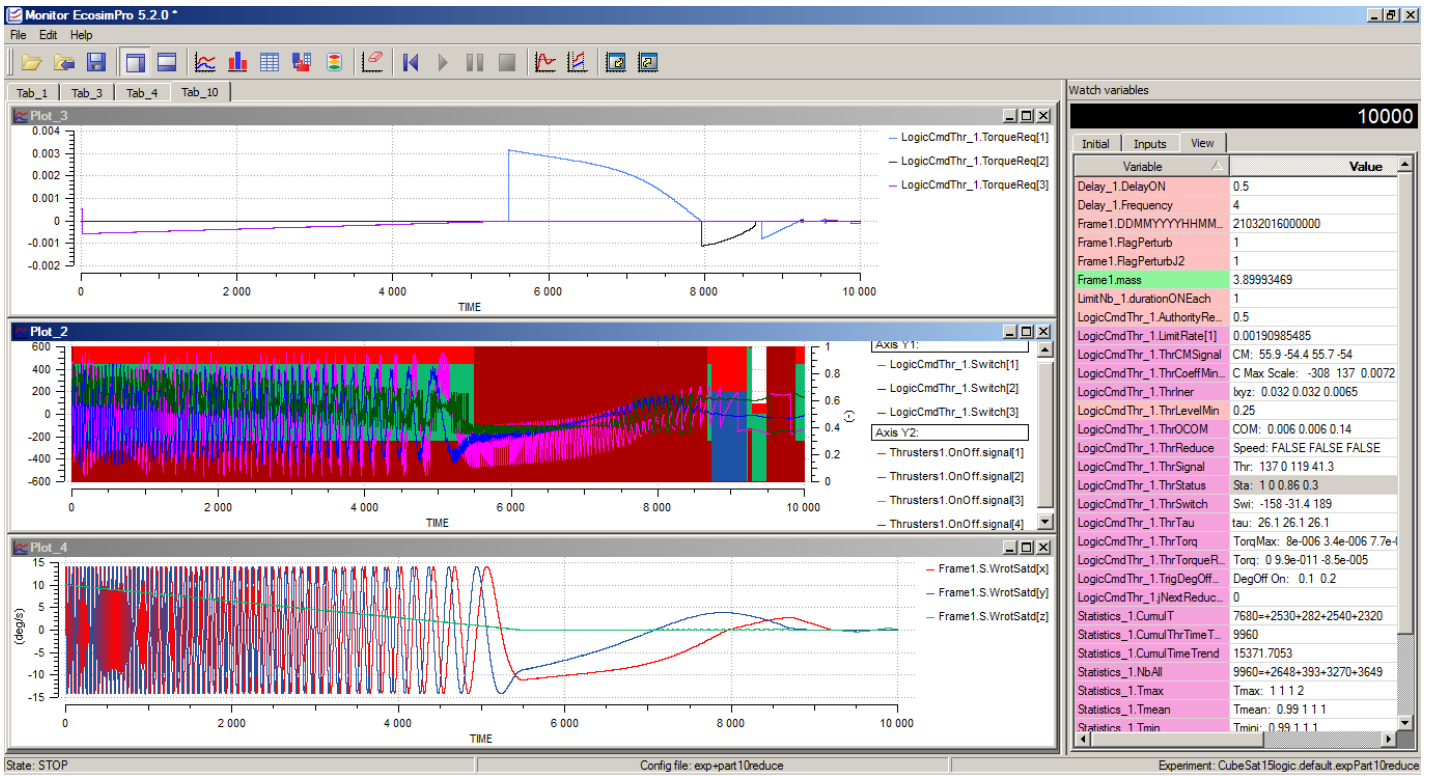 Monitor EcosimPro 5.2.0 *
File Edit Help
Tab_1 Tab_3 Tab_4 Tab_10
Plot_3
0.004
0.003
0.002
0.001
0
-0.001
-0.002
0 2 000 4 000 6 000 8 000 10 000
TIME
LogicCmdThr_1.TorqueReq[1]
LogicCmdThr_1.TorqueReq[2]
LogicCmdThr_1.TorqueReq[3]
Plot_2
600
400
200
0
-200
-400
-600
1
0.8
0.6
0.4
0.2
0
(-)
0 2 000 4 000 6 000 8 000 10 000
TIME
Axis Y1:
LogicCmdThr_1.Switch[1]
LogicCmdThr_1.Switch[2]
LogicCmdThr_1.Switch[3]
Axis Y2:
Thrusters1.OnOff.signal[1]
Thrusters1.OnOff.signal[2]
Thrusters1.OnOff.signal[3]
Thrusters1.OnOff.signal[4]
Plot_4
(deg/s)
15
10
5
0
-5
-10
-15
0 2 000 4 000 6 000 8 000 10 000
TIME
Frame1.S.WrotSatd[x]
Frame1.S.WrotSatd[y]
Frame1.S.WrotSatd[z]
Watch variables
10000
Initial Inputs View
Variable Value
Delay_1.DelayON 0.5
Delay_1.Frequency 4
Frame1.DDMMYYYYHHMM... 21032016000000
Frame1.FlagPerturb 1
Frame1.FlagPerturbJ2 1
Frame1.mass 3.89993469
LimitNb_1.durationONEach 1
LogicCmdThr_1.AuthorityRe... 0.5
LogicCmdThr_1.LimitRate[1] 0.00190985485
LogicCmdThr_1.ThrCMSignal CM: 55.9 -54.4 55.7 -54
LogicCmdThr_1.ThrCoeffMin... C Max Scale: -308 137 0.0072
LogicCmdThr_1.ThrIner Ixyz: 0.032 0.032 0.0065
LogicCmdThr_1.ThrLevelMin 0.25
LogicCmdThr_1.ThrOCOM COM: 0.006 0.006 0.14
LogicCmdThr_1.ThrReduce Speed: FALSE FALSE FALSE
LogicCmdThr_1.ThrSignal Thr: 137 0 119 41.3
LogicCmdThr_1.ThrStatus Sta: 1 0 0.86 0.3
LogicCmdThr_1.ThrSwitch Swi: -158 -31.4 189
LogicCmdThr_1.ThrTau tau: 26.1 26.1 26.1
LogicCmdThr_1.ThrTorq TorqMax: 8e-006 3.4e-006 7.7e-(
LogicCmdThr_1.ThrTorqueR... Torq: 0 9.9e-011 -8.5e-005
LogicCmdThr_1.TrigDegOff... DegOff On: 0.1 0.2
LogicCmdThr_1.jNextReduc... 0
Statistics_1.CumulT 7680=+2530+282+2540+2320
Statistics_1.CumulThrTimeT... 9960
Statistics_1.CumulTimeTrend 15371.7053
Statistics_1.NbAll 9960=+2648+393+3270+3649
Statistics_1.Tmax Tmax: 1 1 1 2
Statistics_1.Tmean Tmean: 0.99 1 1 1
Statistics_1.Tmin Tmini: 0.99 1 1 1
State: STOP
Config file: exp+part10reduce
Experiment: CubeSat15logic.default.expPart10reduce